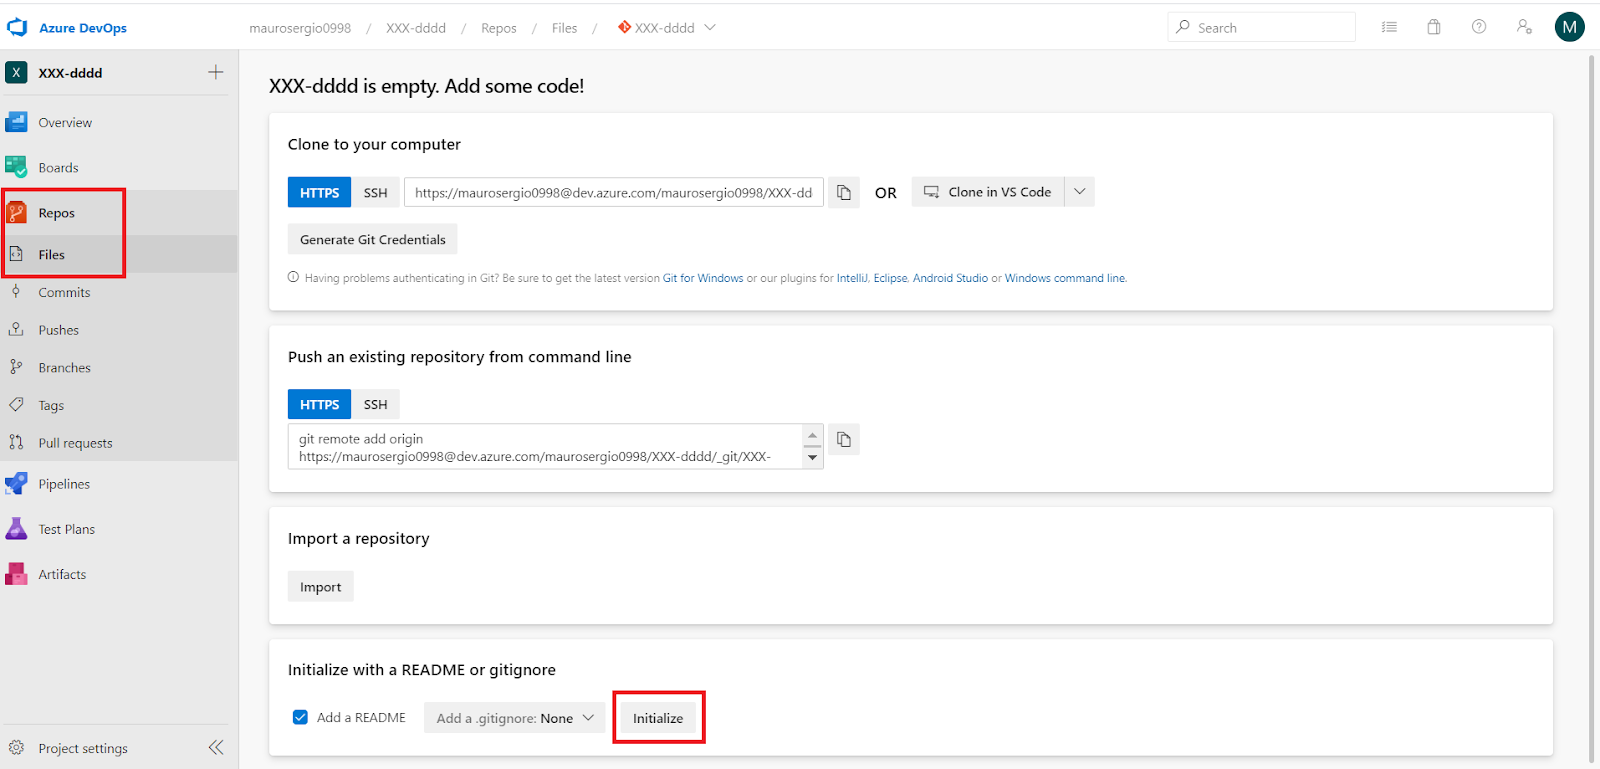 Azure DevOps
maurosergio0998 / XXX-dddd / Repos / Files / XXX-dddd
Search
M
X XXX-dddd
Overview
Boards
Repos
Files
Commits
Pushes
Branches
Tags
Pull requests
Pipelines
Test Plans
Artifacts
Project settings
XXX-dddd is empty. Add some code!
Clone to your computer
HTTPS SSH https://maurosergio0998@dev.azure.com/maurosergio0998/XXX-dd OR Clone in VS Code
Generate Git Credentials
Having problems authenticating in Git? Be sure to get the latest version Git for Windows or our plugins for IntelliJ, Eclipse, Android Studio or Windows command line.
Push an existing repository from command line
HTTPS SSH
git remote add origin
https://maurosergio0998@dev.azure.com/maurosergio0998/XXX-dddd/_git/XXX-
Import a repository
Import
Initialize with a README or gitignore
Add a README Add a .gitignore: None Initialize